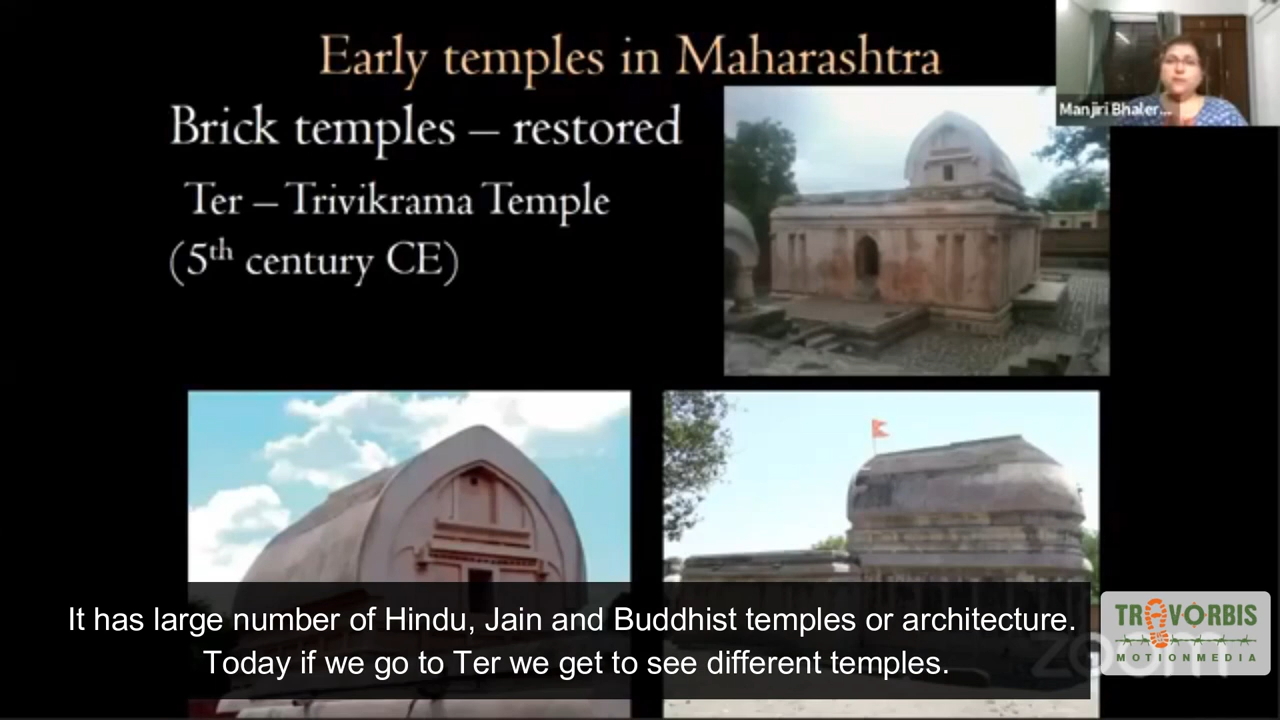 Early temples in Maharashtra
Brick temples – restored
Ter – Trivikrama Temple
(5th century CE)
Manjiri Bhaler...
It has large number of Hindu, Jain and Buddhist temples or architecture.
Today if we go to Ter we get to see different temples.
zoom
TRAVORBIS
MOTIONMEDIA